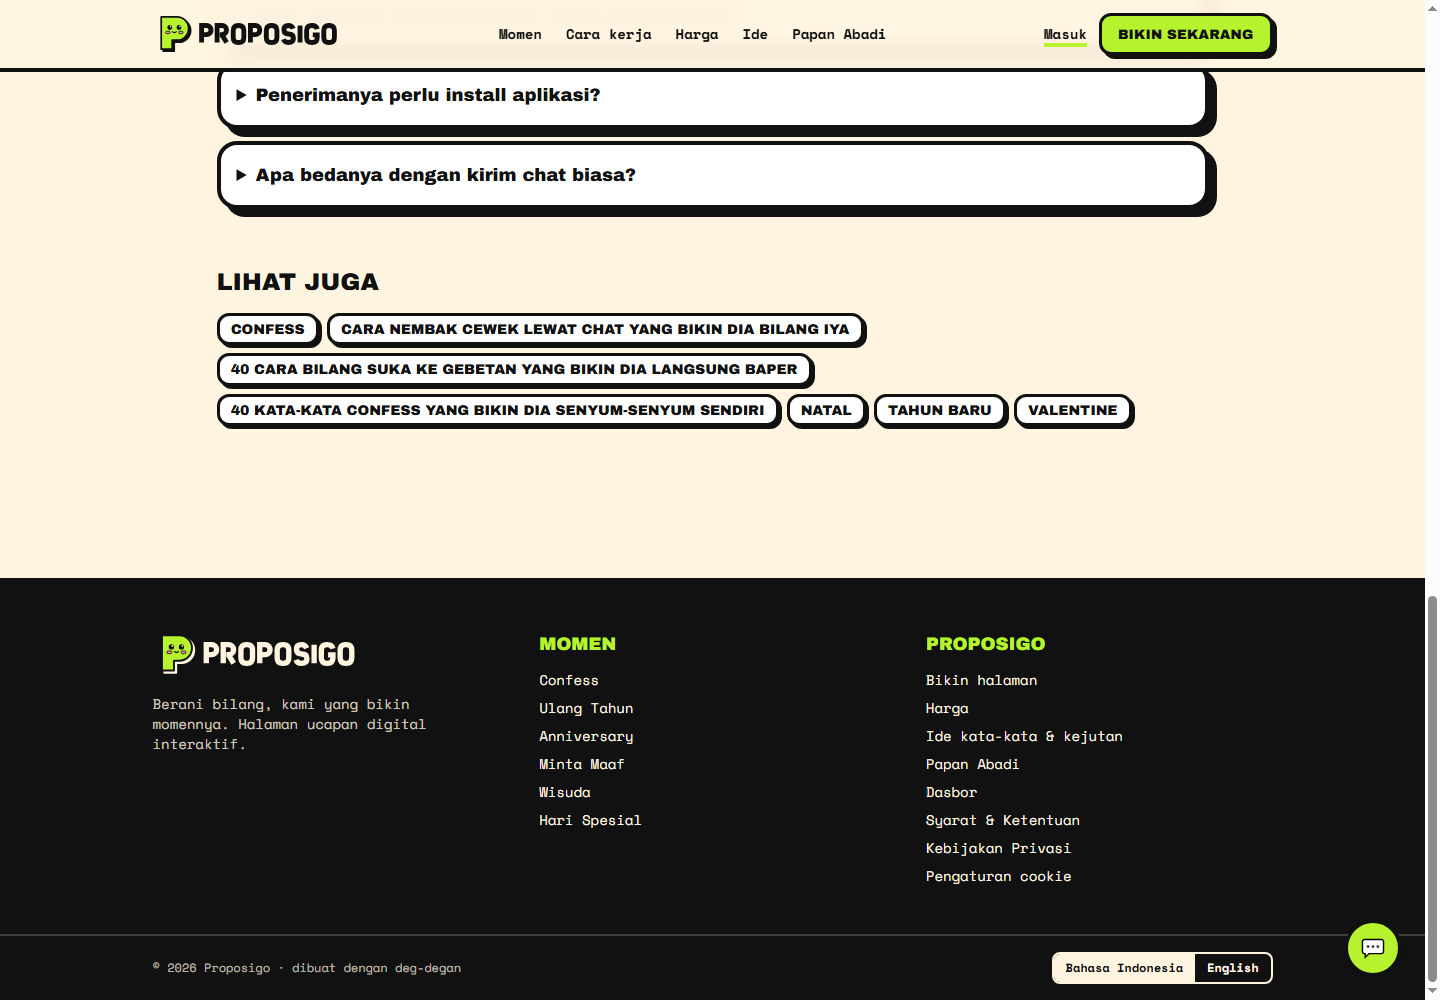 PROPOSIGO
Momen
Cara kerja
Harga
Ide
Papan Abadi
Masuk
BIKIN SEKARANG
Penerimanya perlu install aplikasi?
Apa bedanya dengan kirim chat biasa?
LIHAT JUGA
CONFESS
CARA NEMBAK CEWEK LEWAT CHAT YANG BIKIN DIA BILANG IYA
40 CARA BILANG SUKA KE GEBETAN YANG BIKIN DIA LANGSUNG BAPER
40 KATA-KATA CONFESS YANG BIKIN DIA SENYUM-SENYUM SENDIRI
NATAL
TAHUN BARU
VALENTINE
PROPOSIGO
Berani bilang, kami yang bikin
momennya. Halaman ucapan digital
interaktif.
MOMEN
Confess
Ulang Tahun
Anniversary
Minta Maaf
Wisuda
Hari Spesial
PROPOSIGO
Bikin halaman
Harga
Ide kata-kata & kejutan
Papan Abadi
Dasbor
Syarat & Ketentuan
Kebijakan Privasi
Pengaturan cookie
© 2026 Proposigo · dibuat dengan deg-degan
Bahasa Indonesia
English